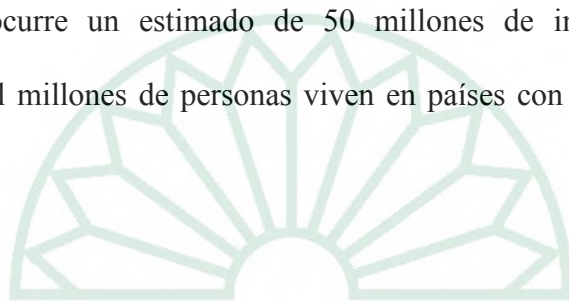 ocurre un estimado de 50 millones de
millones de personas viven en países con